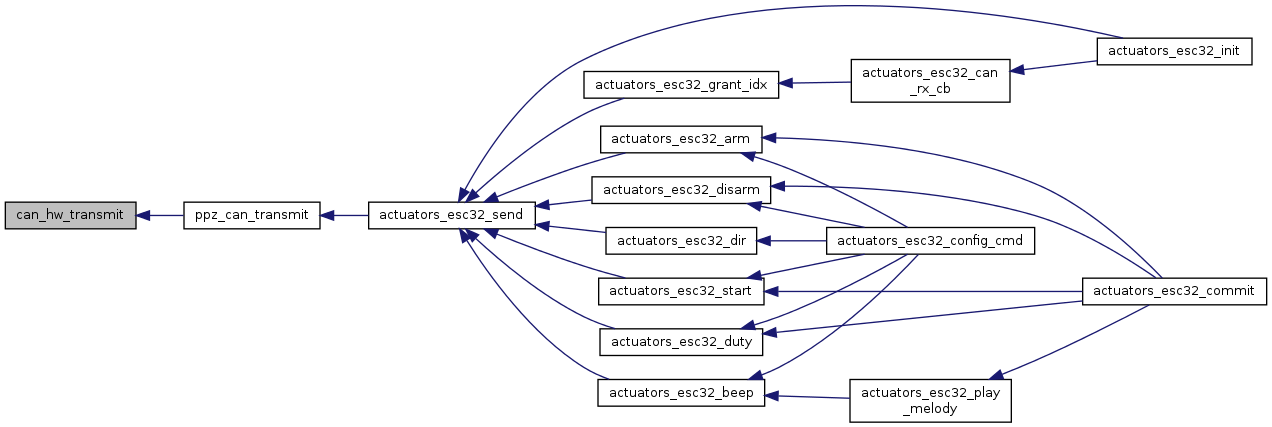 actuators_esc32_init
actuators_esc32_can
_rx_cb
actuators_esc32_grant_idx
actuators_esc32_arm
actuators_esc32_disarm
can_hw_transmit
ppz_can_transmit
actuators_esc32_send
actuators_esc32_dir
actuators_esc32_config_cmd
actuators_esc32_start
actuators_esc32_commit
actuators_esc32_duty
actuators_esc32_beep
actuators_esc32_play
_melody